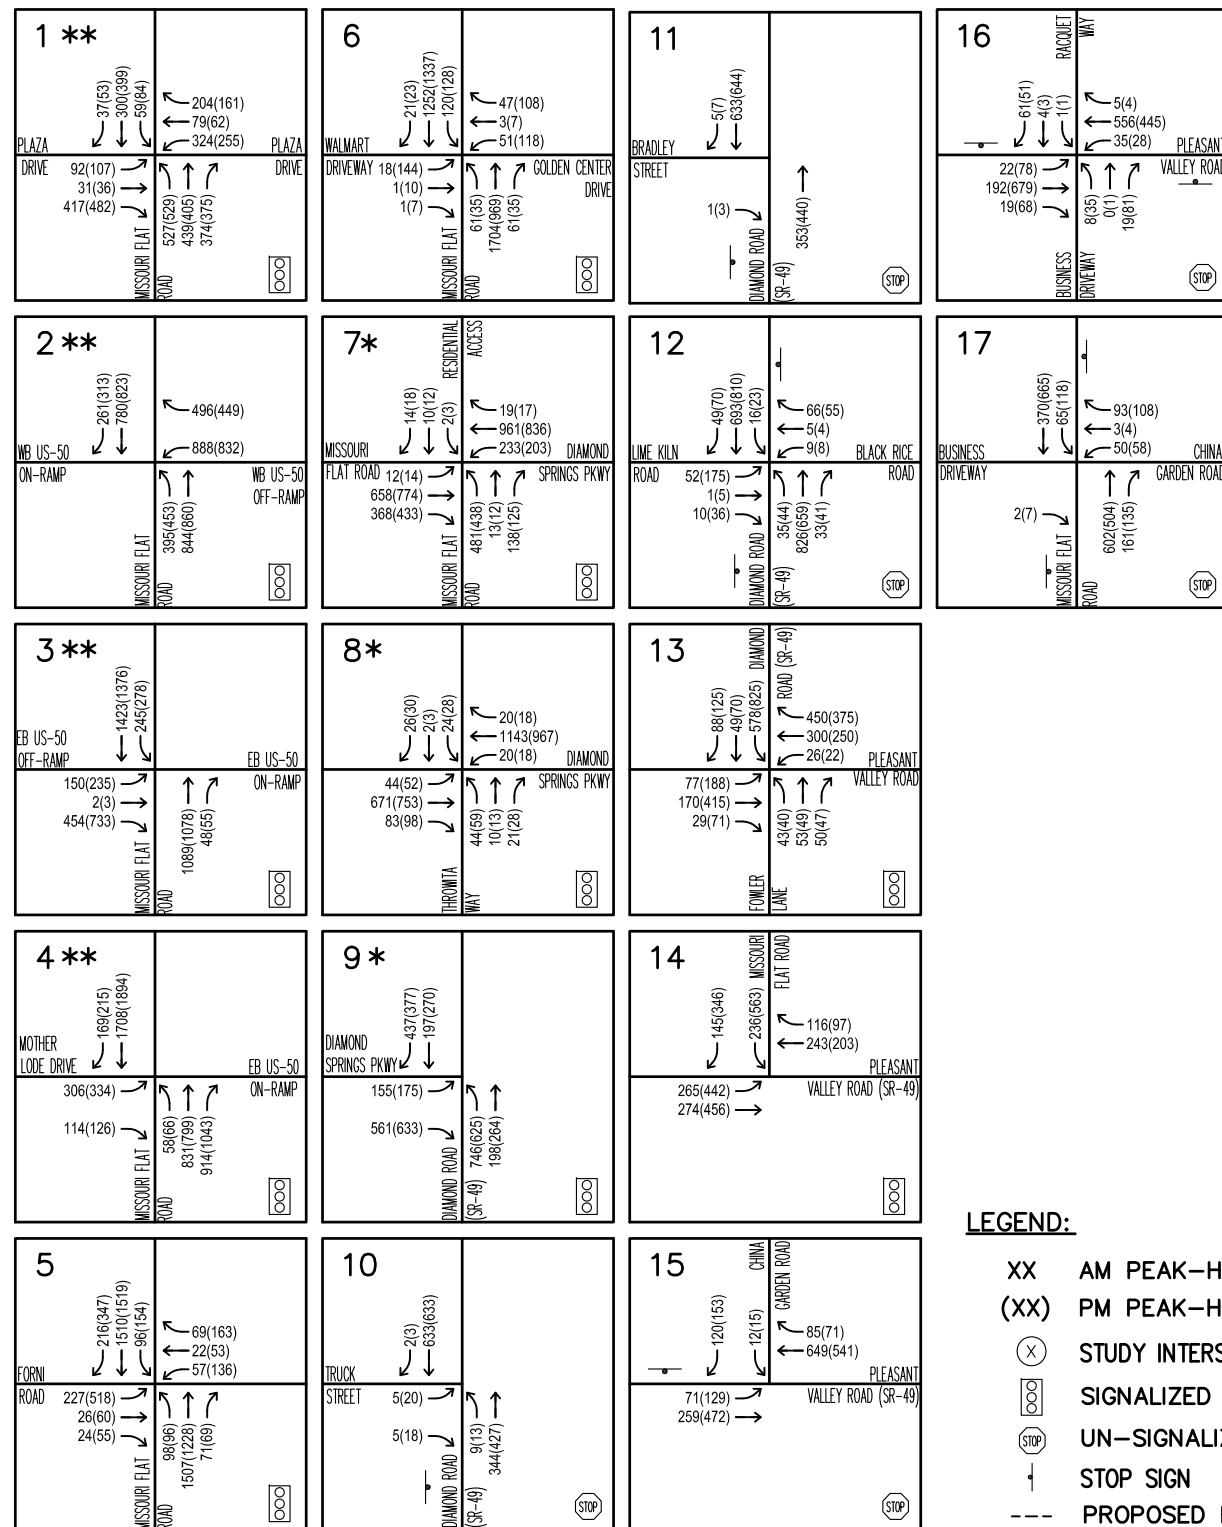 1 **
37(53)
300(399)
59(84)
204(161)
79(62)
324(255)
PLAZA
DRIVE
PLAZA
DRIVE
92(107)
31(36)
417(482)
527(529)
439(405)
374(375)
MISSOURI FLAT
ROAD
2 **
261(313)
780(823)
496(449)
888(832)
WB US-50
ON-RAMP
WB US-50
OFF-RAMP
395(453)
844(860)
MISSOURI FLAT
ROAD
3 **
1423(1376)
245(278)
EB US-50
OFF-RAMP
EB US-50
ON-RAMP
150(235)
2(3)
454(733)
1089(1078)
48(55)
MISSOURI FLAT
ROAD
4 **
169(215)
1708(1894)
MOTHER
LODE DRIVE
EB US-50
ON-RAMP
306(334)
114(126)
58(66)
831(799)
914(1043)
MISSOURI FLAT
ROAD
5
216(347)
1510(1519)
96(154)
69(163)
22(53)
57(136)
FORNI
ROAD
227(518)
26(60)
24(55)
98(96)
1507(1228)
71(69)
MISSOURI FLAT
ROAD
6
21(23)
1252(1337)
120(128)
47(108)
3(7)
51(118)
WALMART
DRIVEWAY
GOLDEN CENTER
DRIVE
18(144)
1(10)
1(7)
61(35)
1704(969)
61(35)
MISSOURI FLAT
ROAD
7*
RESIDENTIAL
ACCESS
14(18)
10(12)
2(3)
19(17)
961(836)
233(203)
MISSOURI
FLAT ROAD
DIAMOND
SPRINGS PKWY
12(14)
658(774)
368(433)
481(438)
13(12)
138(125)
MISSOURI FLAT
ROAD
8*
26(30)
2(3)
24(28)
20(18)
1143(967)
20(18)
DIAMOND
SPRINGS PKWY
44(52)
671(753)
83(98)
44(59)
10(13)
21(28)
THROWITA
WAY
9*
437(377)
197(270)
DIAMOND
SPRINGS PKWY
155(175)
561(633)
746(625)
198(264)
DIAMOND ROAD
(SR-49)
10
2(3)
633(633)
TRUCK
STREET
5(20)
5(18)
9(13)
344(427)
DIAMOND ROAD
(SR-49)
STOP
11
5(7)
633(644)
BRADLEY
STREET
1(3)
353(440)
DIAMOND ROAD
(SR-49)
STOP
12
49(70)
693(810)
16(23)
66(55)
5(4)
9(8)
LIME KILN
ROAD
BLACK RICE
ROAD
52(175)
1(5)
10(36)
35(44)
826(659)
33(41)
DIAMOND ROAD
(SR-49)
STOP
13
DIAMOND
ROAD (SR-49)
88(125)
49(70)
578(825)
450(375)
300(250)
26(22)
PLEASANT
VALLEY ROAD
77(188)
170(415)
29(71)
43(40)
53(49)
50(47)
FOWLER
LANE
14
MISSOURI
FLAT ROAD
145(346)
236(563)
116(97)
243(203)
PLEASANT
VALLEY ROAD (SR-49)
265(442)
274(456)
15
CHINA
GARDEN ROAD
120(153)
12(15)
85(71)
649(541)
PLEASANT
VALLEY ROAD (SR-49)
71(129)
259(472)
STOP
16
RACQUET
WAY
61(51)
4(3)
1(1)
5(4)
556(445)
35(28)
PLEASANT
VALLEY ROAD
22(78)
192(679)
19(68)
8(35)
0(1)
19(81)
BUSINESS
DRIVEWAY
STOP
17
370(665)
65(118)
93(108)
3(4)
50(58)
BUSINESS
DRIVEWAY
CHINA
GARDEN ROAD
2(7)
602(504)
161(135)
MISSOURI FLAT
ROAD
STOP
LEGEND:
XX AM PEAK-H
(XX) PM PEAK-H
X STUDY INTERS
SIGNALIZED
STOP UN-SIGNALIZ
STOP SIGN
PROPOSED